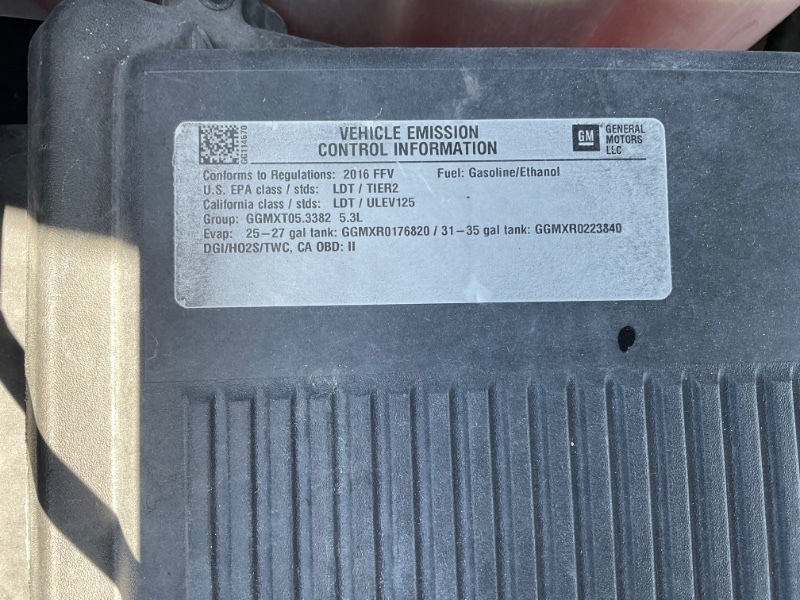 GG114670
VEHICLE EMISSION
CONTROL INFORMATION
GM
GENERAL
MOTORS
LLC
Conforms to Regulations: 2016 FFV Fuel: Gasoline/Ethanol
U.S. EPA class / stds: LDT / TIER2
California class / stds: LDT / ULEV125
Group: GGMXT05.3382 5.3L
Evap: 25-27 gal tank: GGMXR0176820 / 31-35 gal tank: GGMXR0223840
DGI/HO2S/TWC, CA OBD: II